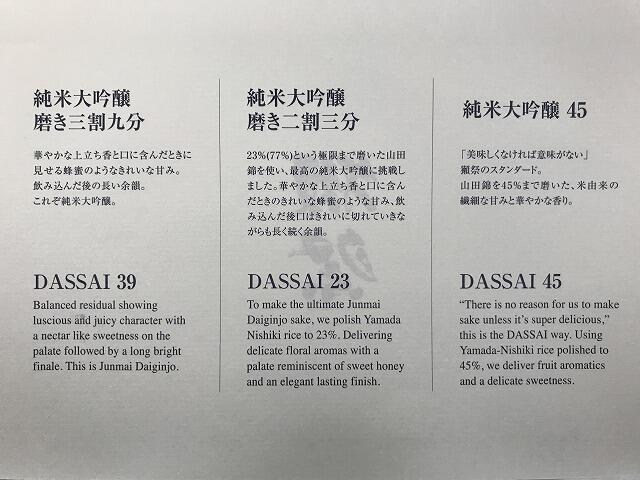 純米大吟醸
磨き三割九分
華やかな上立ち香と口に含んだときに
見せる蜂蜜のようなきれいな甘み。
飲み込んだ後の長い余韻。
これぞ純米大吟醸。
DASSAI 39
Balanced residual showing
luscious and juicy character with
a nectar like sweetness on the
palate followed by a long bright
finale. This is Junmai Daiginjo.
純米大吟醸
磨き二割三分
23%(77%)という極限まで磨いた山田
錦を使い、最高の純米大吟醸に挑戦し
ました。華やかな上立ち香と口に含ん
だときのきれいな蜂蜜のような甘み、飲
み込んだ後口はきれいに切れていきな
がらも長く続く余韻。
DASSAI 23
To make the ultimate Junmai
Daiginjo sake, we polish Yamada
Nishiki rice to 23%. Delivering
delicate floral aromas with a
palate reminiscent of sweet honey
and an elegant lasting finish.
純米大吟醸 45
「美味しくなければ意味がない」
獺祭のスタンダード。
山田錦を45%まで磨いた、米由来の
繊細な甘みと華やかな香り。
DASSAI 45
“There is no reason for us to make
sake unless it’s super delicious,”
this is the DASSAI way. Using
Yamada-Nishiki rice polished to
45%, we deliver fruit aromatics
and a delicate sweetness.